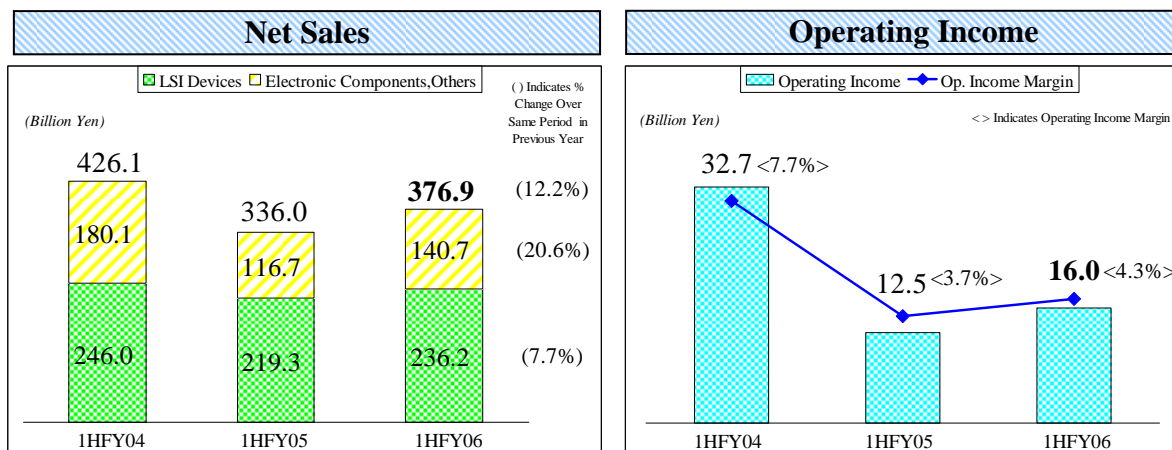 Net Sales
LSI Devices Electronic Components,Others
( ) Indicates %
Change Over
Same Period in
Previous Year
(Billion Yen)
426.1
336.0
376.9
(12.2%)
180.1
116.7
140.7
(20.6%)
246.0
219.3
236.2
(7.7%)
1HFY04 1HFY05 1HFY06
Operating Income
Operating Income Op. Income Margin
(Billion Yen)
<> Indicates Operating Income Margin
32.7 <7.7%>
12.5 <3.7%>
16.0 <4.3%>
1HFY04 1HFY05 1HFY06